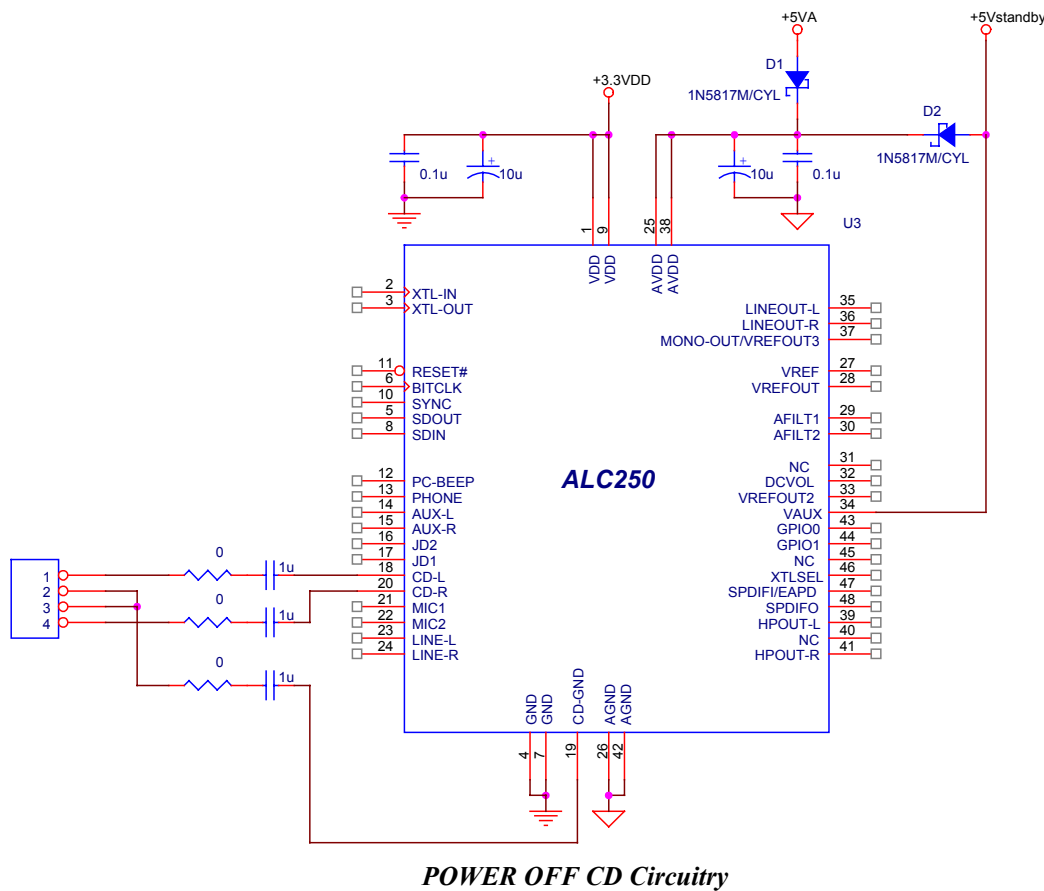 +5VA
+5Vstandby
D1
1N5817M/CYL
+3.3VDD
D2
1N5817M/CYL
0.1u
+
10u
+
10u
0.1u
U3
1
9
25
38
VDD
VDD
AVDD
AVDD
2 XTL-IN
3 XTL-OUT
11 RESET#
6 BITCLK
10 SYNC
5 SDOUT
8 SDIN
12 PC-BEEP
13 PHONE
14 AUX-L
15 AUX-R
16 JD2
17 JD1
18 CD-L
20 CD-R
21 MIC1
22 MIC2
23 LINE-L
24 LINE-R
ALC250
LINEOUT-L 35
LINEOUT-R 36
MONO-OUT/VREFOUT3 37
VREF 27
VREFOUT 28
AFILT1 29
AFILT2 30
NC 31
DCVOL 32
VREFOUT2 33
VAUX 34
GPIO0 43
GPIO1 44
NC 45
XTLSEL 46
SPDIFI/EAPD 47
SPDIFO 48
HPOUT-L 39
NC 40
HPOUT-R 41
1
2
3
4
0
1u
0
1u
0
1u
GND
GND
CD-GND
AGND
AGND
4
7
19
26
42
POWER OFF CD Circuitry